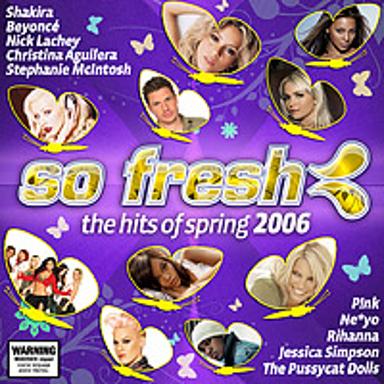 Shakira
Beyoncé
Nick Lachey
Christina Aguilera
Stephanie McIntosh
so fresh
the hits of spring 2006
P!nk
Ne*yo
Rihanna
Jessica Simpson
The Pussycat Dolls
WARNING